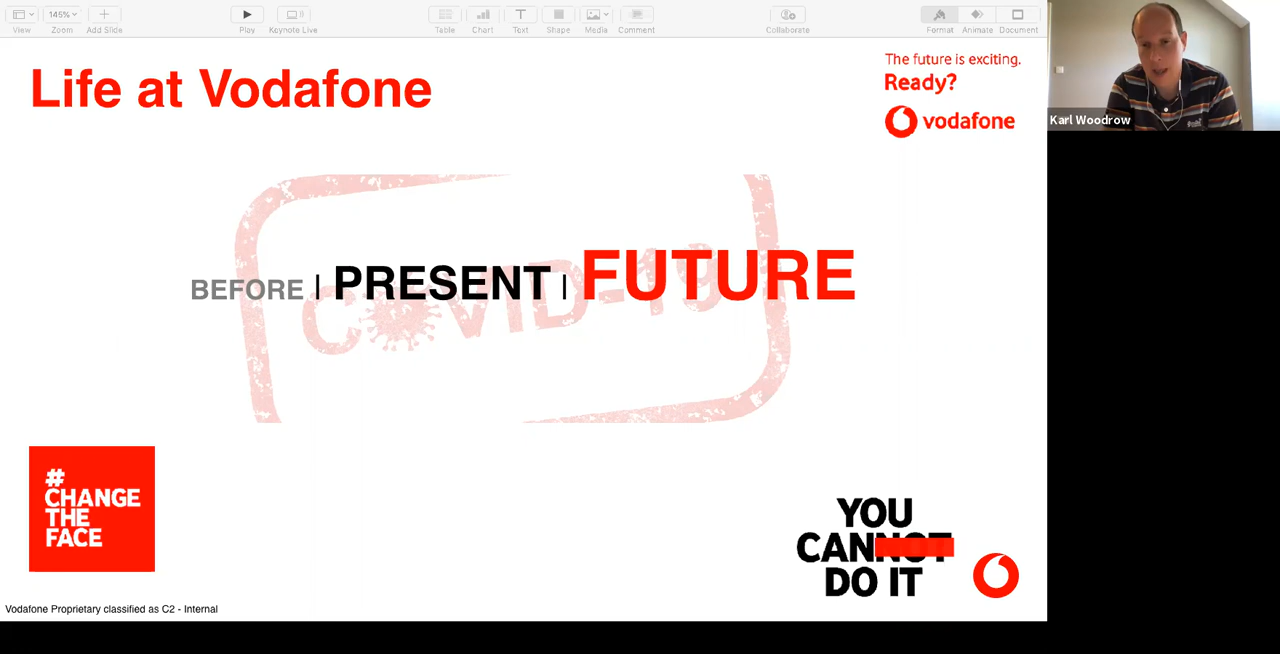 145%
View Zoom Add Slide Play Keynote Live Table Chart Text Shape Media Comment Collaborate Format Animate Document
Life at Vodafone
The future is exciting.
Ready?
vodafone
Karl Woodrow
BEFORE | PRESENT | FUTURE
COVID-19
#
CHANGE
THE
FACE
YOU
CANNOT
DO IT
Vodafone Proprietary classified as C2 - Internal